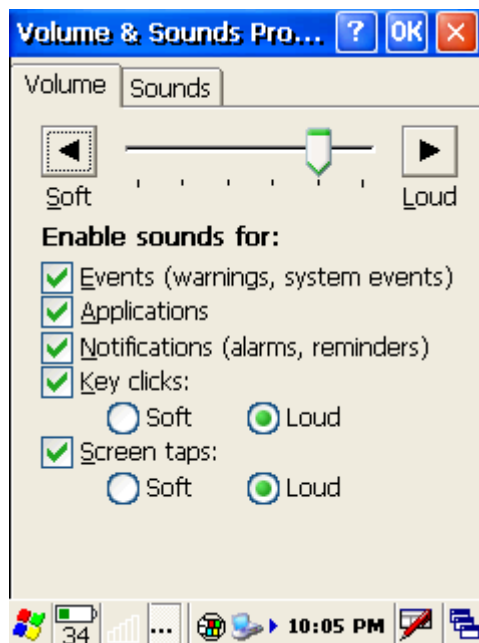 Volume & Sounds Pro... ? OK
Volume Sounds
Soft Loud
Enable sounds for:
Events (warnings, system events)
Applications
Notifications (alarms, reminders)
Key clicks:
Soft Loud
Screen taps:
Soft Loud
34 ... 10:05 PM